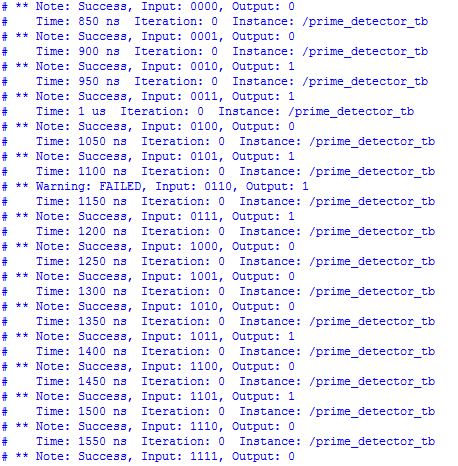 # ** Note: Success, Input: 0000, Output: 0
#    Time: 850 ns  Iteration: 0  Instance: /prime_detector_tb
# ** Note: Success, Input: 0001, Output: 0
#    Time: 900 ns  Iteration: 0  Instance: /prime_detector_tb
# ** Note: Success, Input: 0010, Output: 1
#    Time: 950 ns  Iteration: 0  Instance: /prime_detector_tb
# ** Note: Success, Input: 0011, Output: 1
#    Time: 1 us  Iteration: 0  Instance: /prime_detector_tb
# ** Note: Success, Input: 0100, Output: 0
#    Time: 1050 ns  Iteration: 0  Instance: /prime_detector_tb
# ** Note: Success, Input: 0101, Output: 1
#    Time: 1100 ns  Iteration: 0  Instance: /prime_detector_tb
# ** Warning: FAILED, Input: 0110, Output: 1
#    Time: 1150 ns  Iteration: 0  Instance: /prime_detector_tb
# ** Note: Success, Input: 0111, Output: 1
#    Time: 1200 ns  Iteration: 0  Instance: /prime_detector_tb
# ** Note: Success, Input: 1000, Output: 0
#    Time: 1250 ns  Iteration: 0  Instance: /prime_detector_tb
# ** Note: Success, Input: 1001, Output: 0
#    Time: 1300 ns  Iteration: 0  Instance: /prime_detector_tb
# ** Note: Success, Input: 1010, Output: 0
#    Time: 1350 ns  Iteration: 0  Instance: /prime_detector_tb
# ** Note: Success, Input: 1011, Output: 1
#    Time: 1400 ns  Iteration: 0  Instance: /prime_detector_tb
# ** Note: Success, Input: 1100, Output: 0
#    Time: 1450 ns  Iteration: 0  Instance: /prime_detector_tb
# ** Note: Success, Input: 1101, Output: 1
#    Time: 1500 ns  Iteration: 0  Instance: /prime_detector_tb
# ** Note: Success, Input: 1110, Output: 0
#    Time: 1550 ns  Iteration: 0  Instance: /prime_detector_tb
# ** Note: Success, Input: 1111, Output: 0